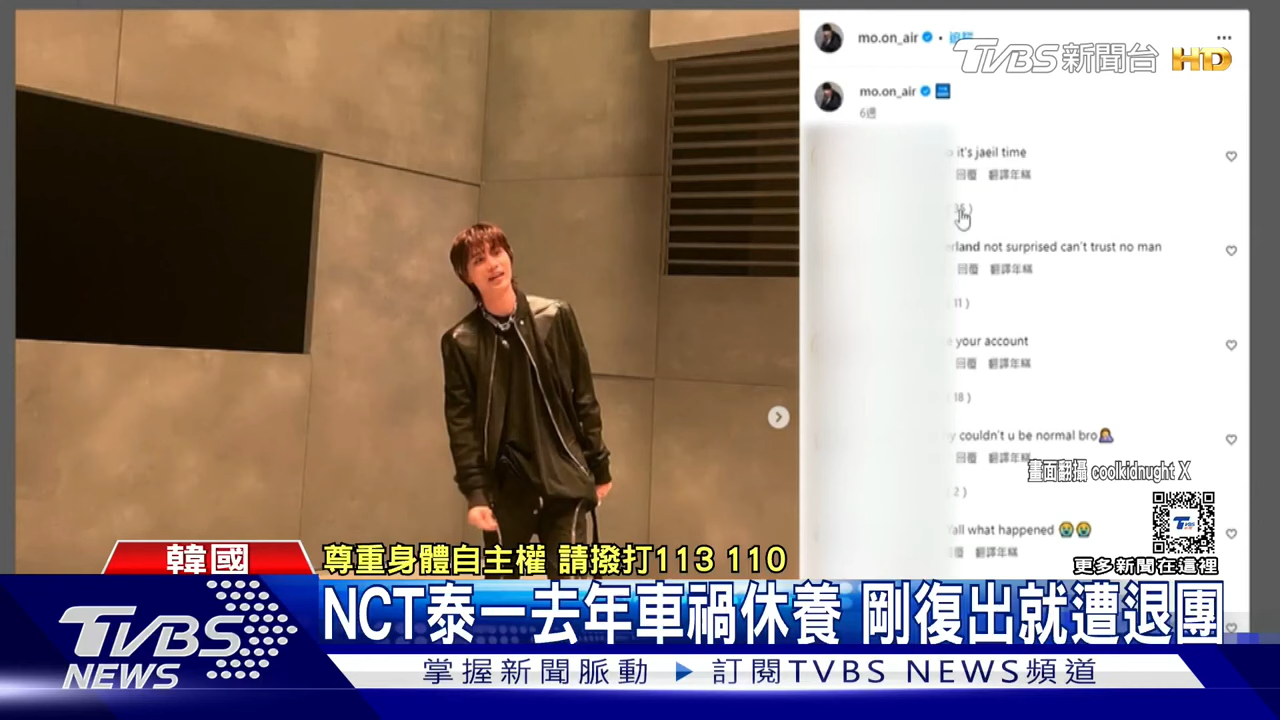 mo.on_air
TVBS新聞台 HD
mo.on_air
6週
it's jaeil time
回覆 翻譯年糕
not surprised can't trust no man
回覆 翻譯年糕
11 )
your account
回覆 翻譯年糕
18 )
couldn't u be normal bro
回覆 翻譯年糕
畫面翻攝 coolkidnught X
2 )
what happened
回覆 翻譯年糕
TVBS
更多新聞在這裡
韓國
尊重身體自主權 請撥打113 110
NCT泰一去年車禍休養 剛復出就遭退團
TVBS
NEWS
掌握新聞脈動 ▶ 訂閱TVBS NEWS頻道